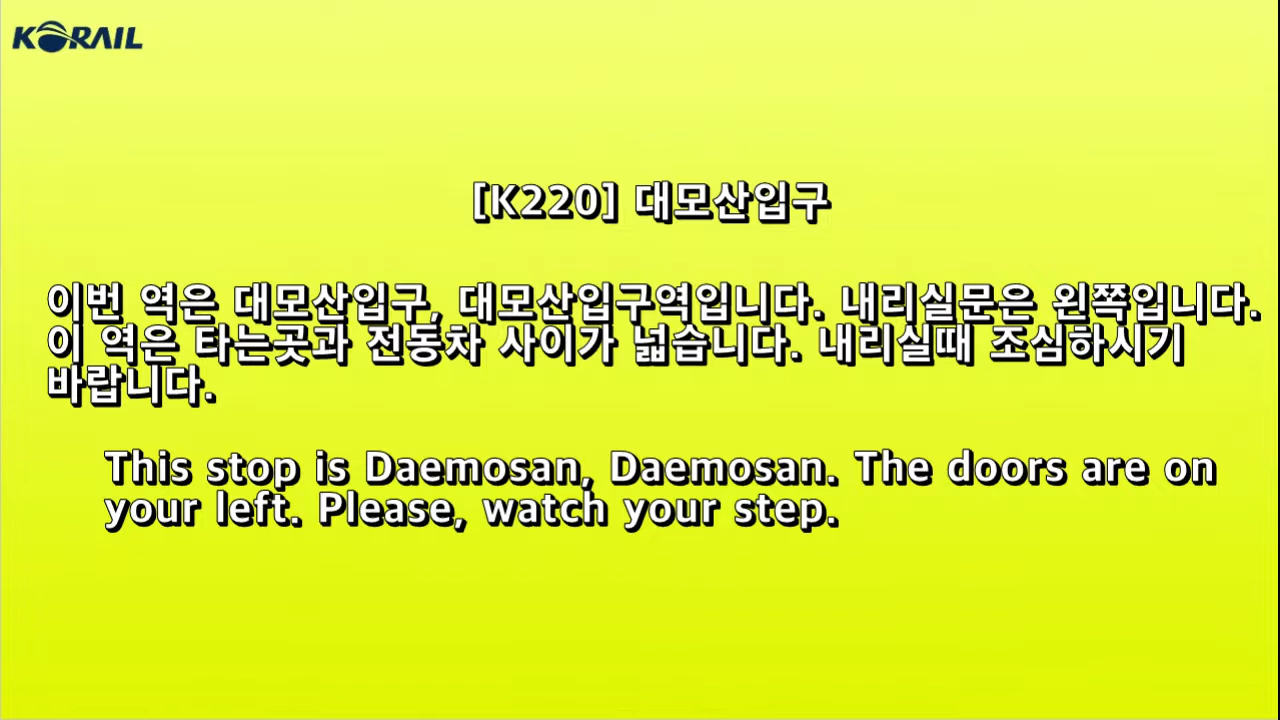 KORAIL
[K220] 대모산입구
이번 역은 대모산입구, 대모산입구역입니다. 내리실문은 왼쪽입니다.
이 역은 타는곳과 전동차 사이가 넓습니다. 내리실때 조심하시기
바랍니다.
This stop is Daemosan, Daemosan. The doors are on
your left. Please, watch your step.